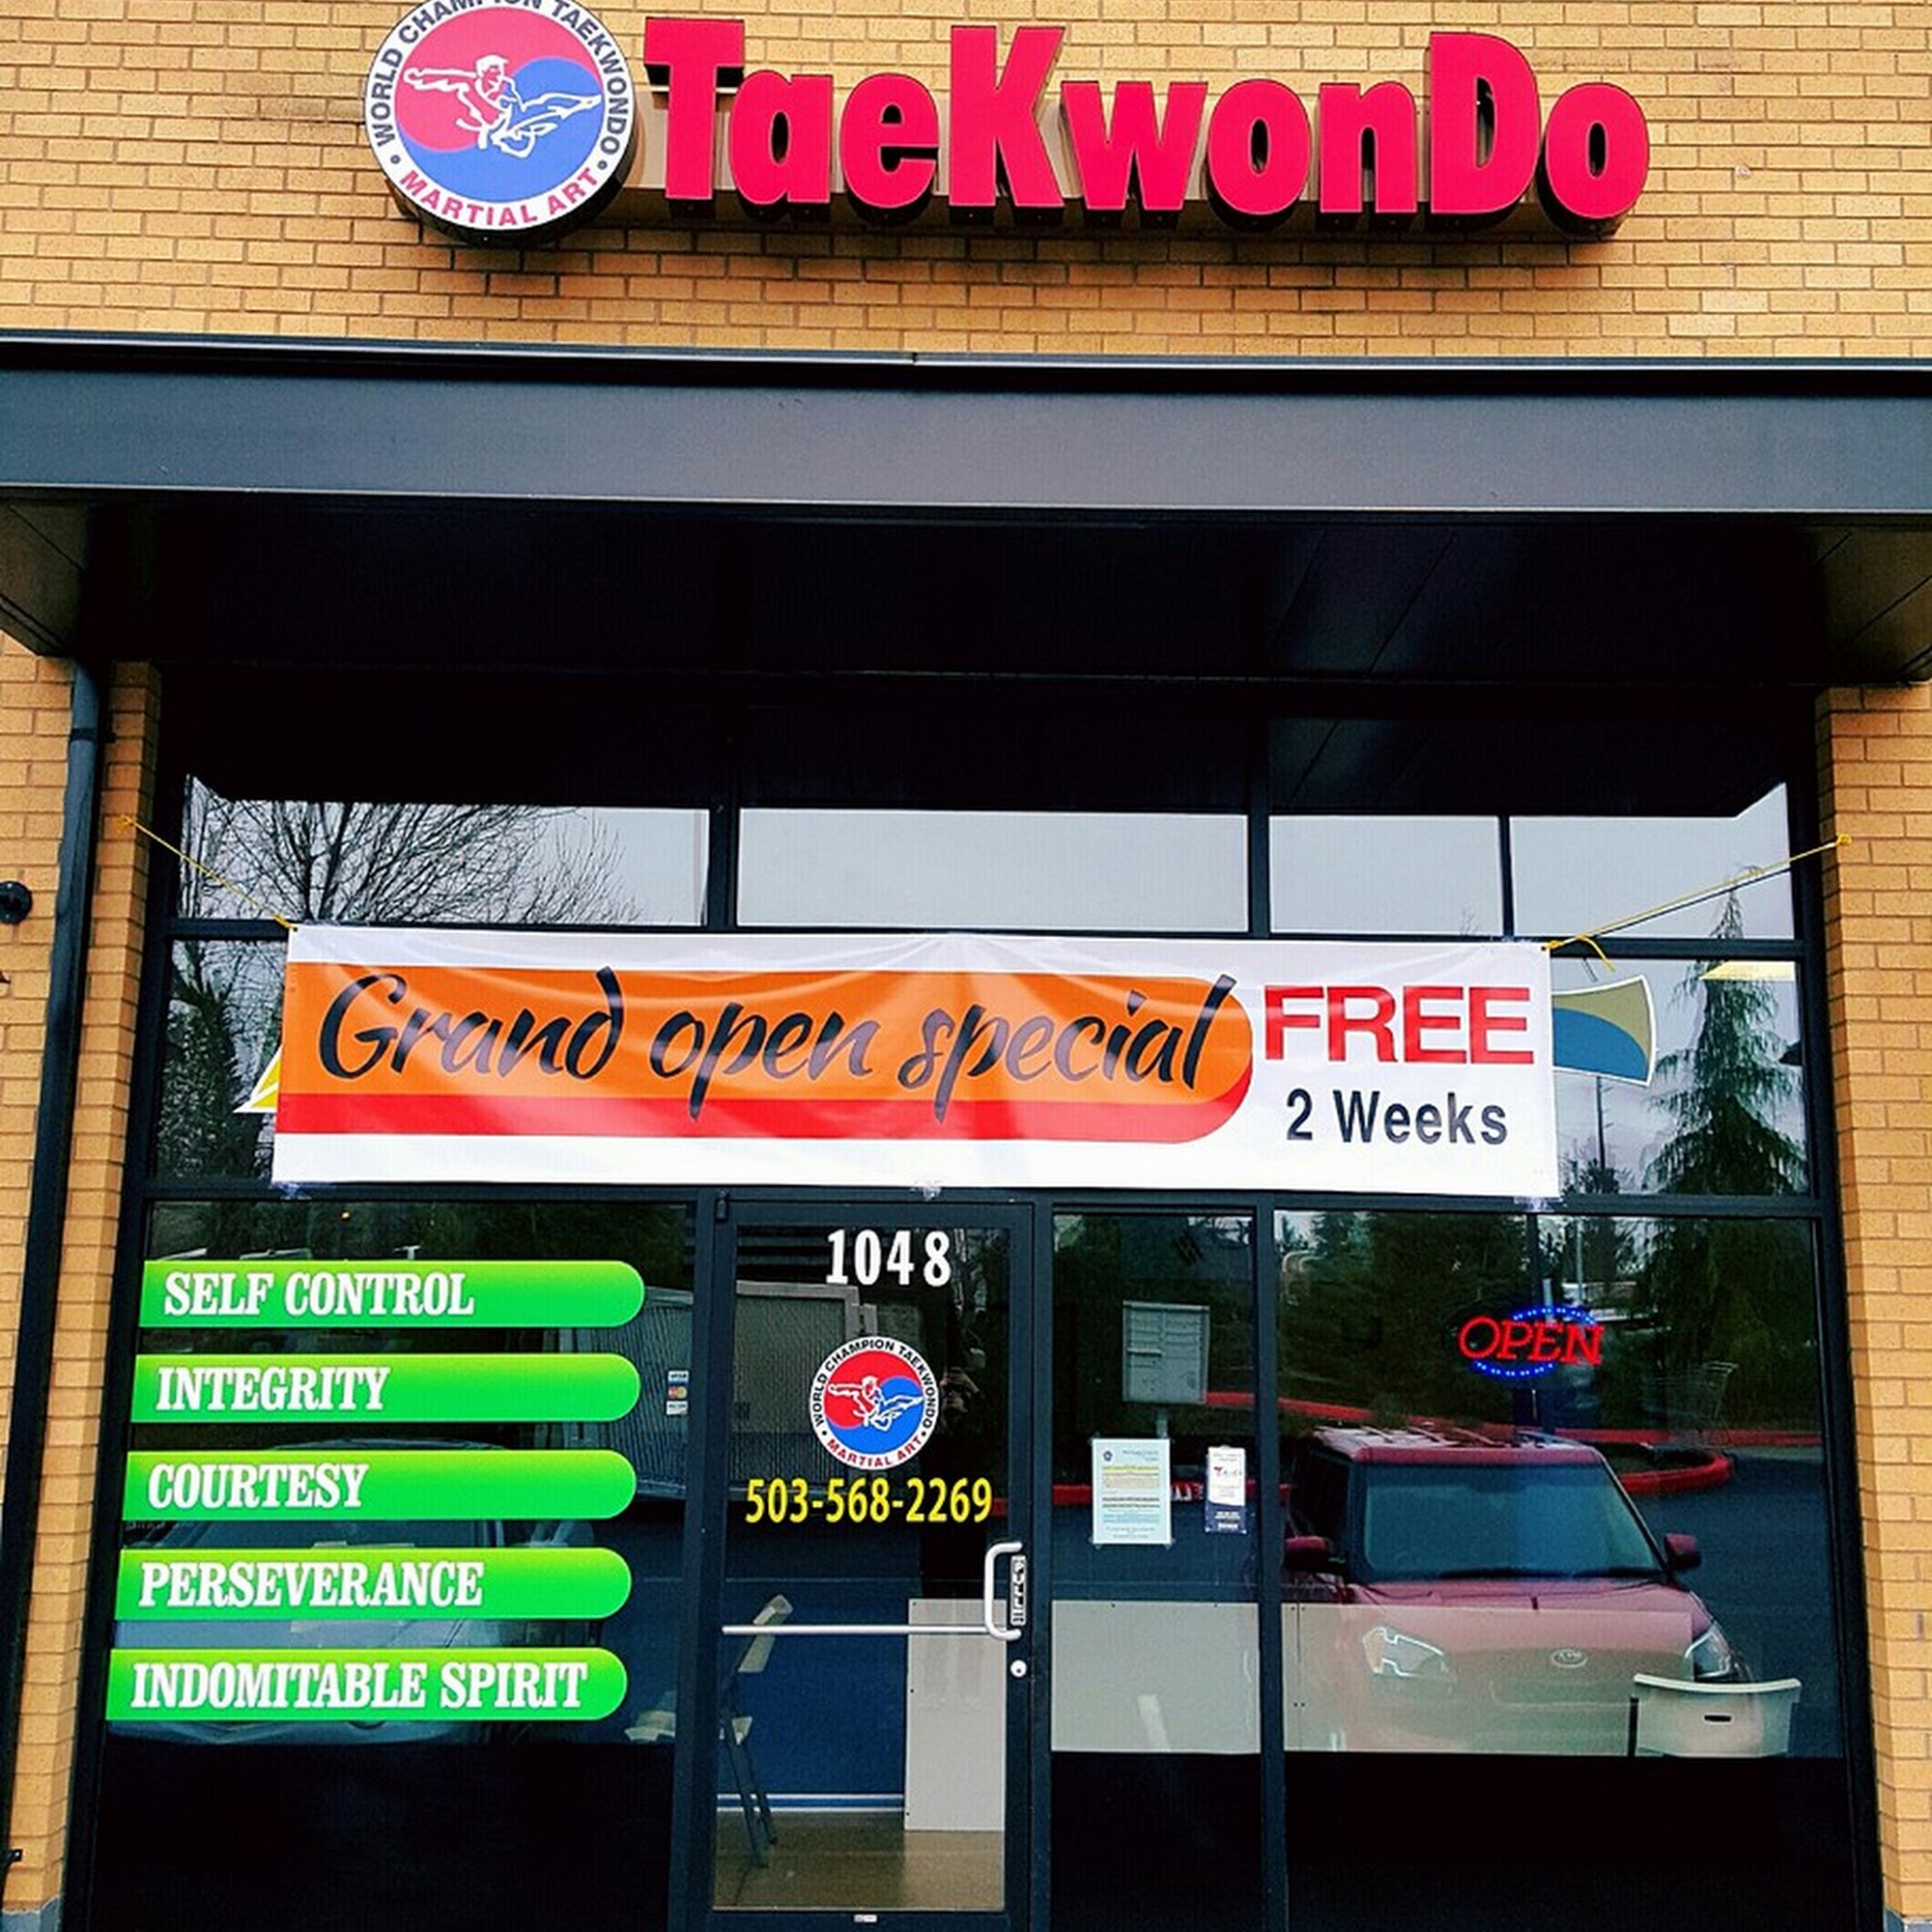 WORLD CHAMPION TAEKWONDO
MARTIAL ART
TaeKwonDo
Grand open special
FREE
2 Weeks
1048
SELF CONTROL
INTEGRITY
COURTESY
PERSEVERANCE
INDOMITABLE SPIRIT
WORLD CHAMPION TAEKWONDO
MARTIAL ART
503-568-2269
OPEN
VISA